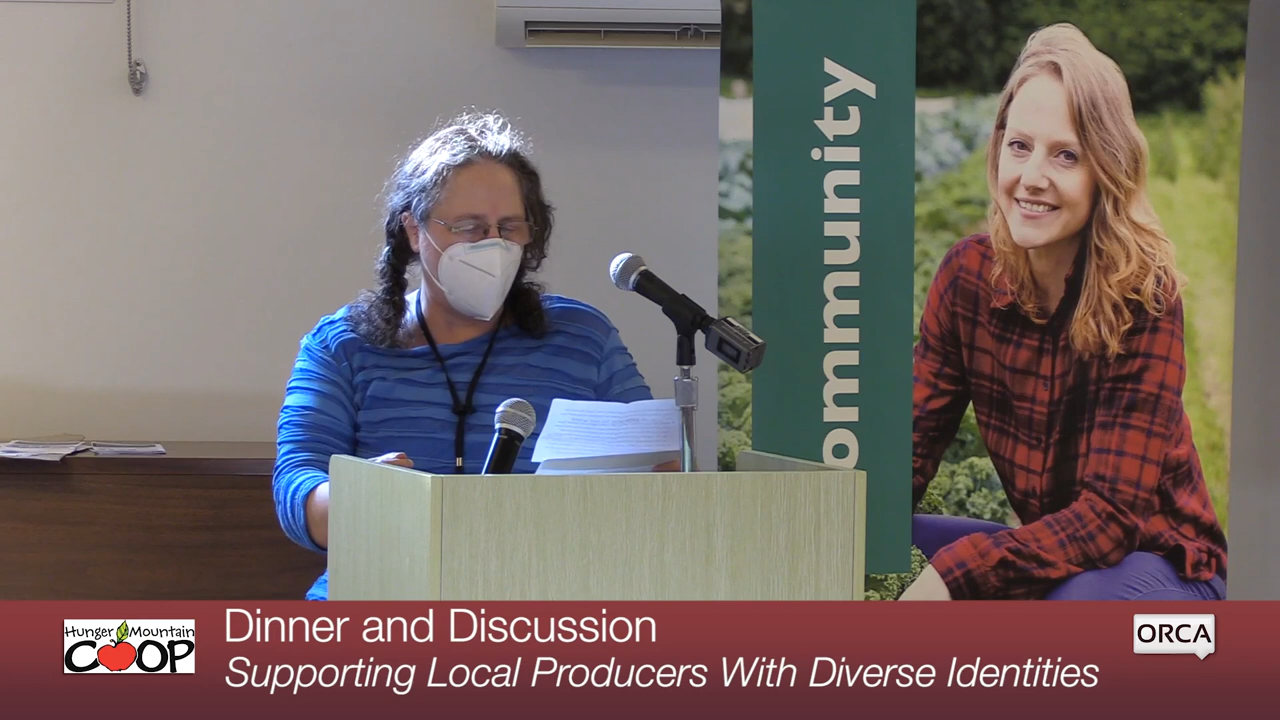 ommunity
Hunger Mountain
COOP
Dinner and Discussion
Supporting Local Producers With Diverse Identities
ORCA